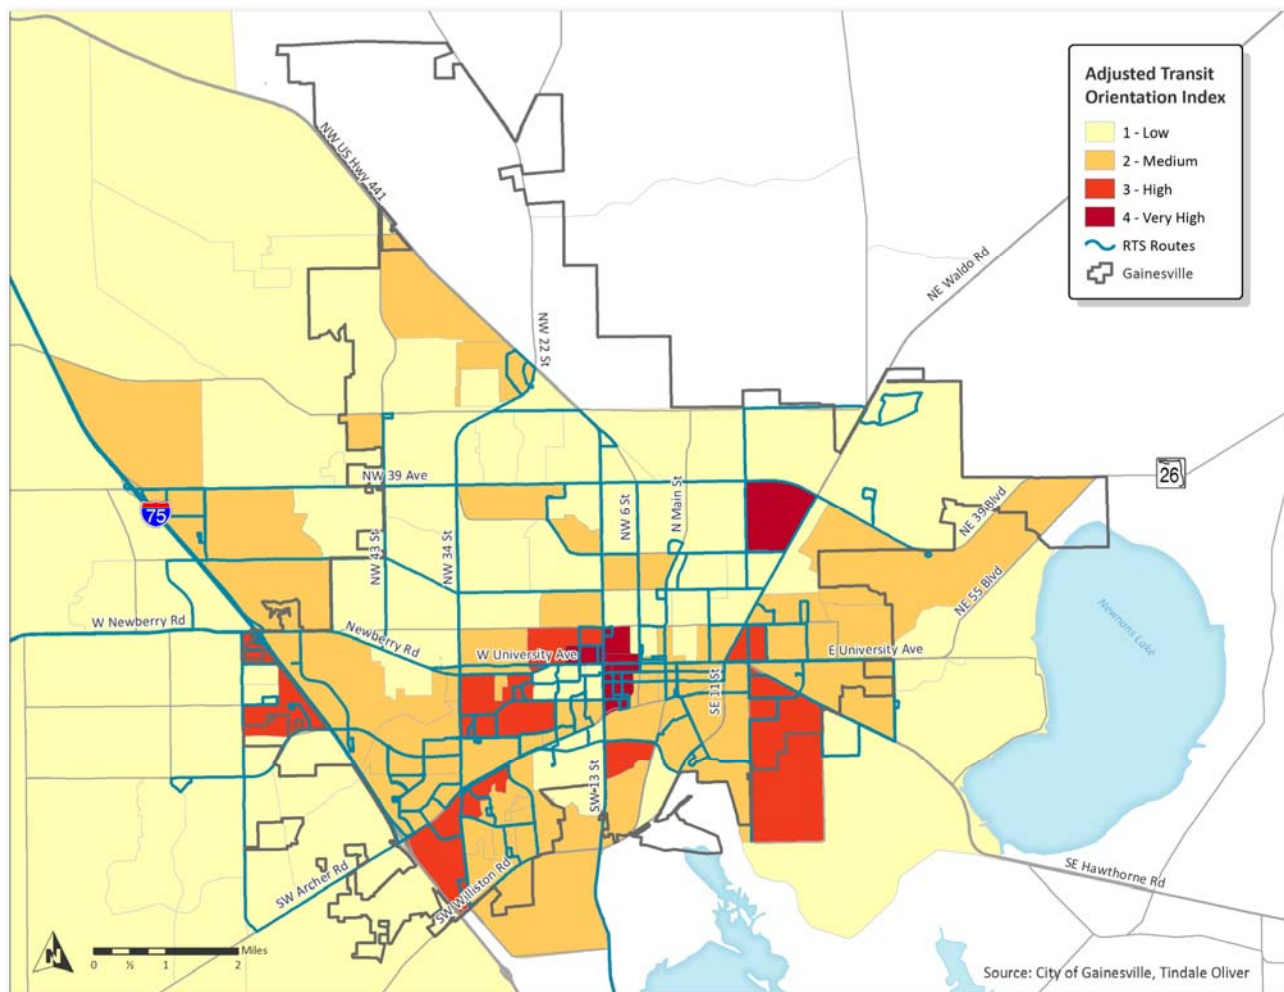 Adjusted Transit
Orientation Index
1 - Low
2 - Medium
3 - High
4 - Very High
RTS Routes
Gainesville
NW US Hwy 441
NE Waldo Rd
NW 22 St
26
NW 39 Ave
75
NW 43 St
NW 34 St
NW 6 St
N Main St
NE 39 Blvd
NE 55 Blvd
Newnans Lake
W Newberry Rd
Newberry Rd
W University Ave
E University Ave
SE 11 St
SW 13 St
SW Archer Rd
SW Williston Rd
SE Hawthorne Rd
N
Miles
0 ½ 1 2
Source: City of Gainesville, Tindale Oliver